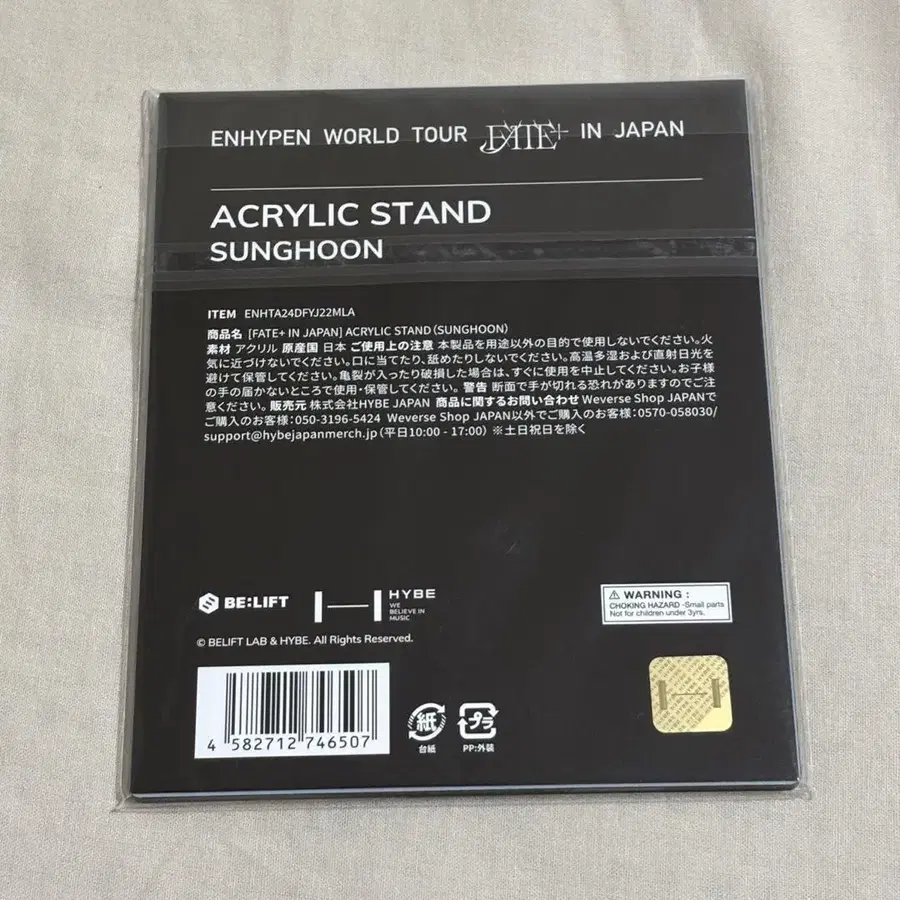 ENHYPEN WORLD TOUR FATE+ IN JAPAN
ACRYLIC STAND
SUNGHOON
ITEM ENHTA24DFYJ22MLA
商品名 [FATE+ IN JAPAN] ACRYLIC STAND (SUNGHOON)
素材 アクリル 原産国 日本 ご使用上の注意 本製品を用途以外の目的で使用しないでください。火
気に近づけないでください。口に当てたり、舐めたりしないでください。高温多湿および直射日光を
避けて保管してください。亀裂が入ったり破損した場合は、すぐに使用を中止してください。お子様
の手の届かないところで使用・保管してください。 警告 断面で手が切れる恐れがありますのでご注
意ください。 販売元 株式会社HYBE JAPAN 商品に関するお問い合わせ Weverse Shop JAPANで
ご購入のお客様：050-3196-5424 Weverse Shop JAPAN以外でご購入のお客様：0570-058030/
support@hybejapanmerch.jp (平日10:00 - 17:00) ※土日祝日を除く
BE:LIFT
HYBE
WE
BELIEVE IN
MUSIC
⚠ WARNING :
CHOKING HAZARD -Small parts
Not for children under 3yrs.
© BELIFT LAB & HYBE. All Rights Reserved.
4 582712 746507
紙
台紙
プラ
PP:外装